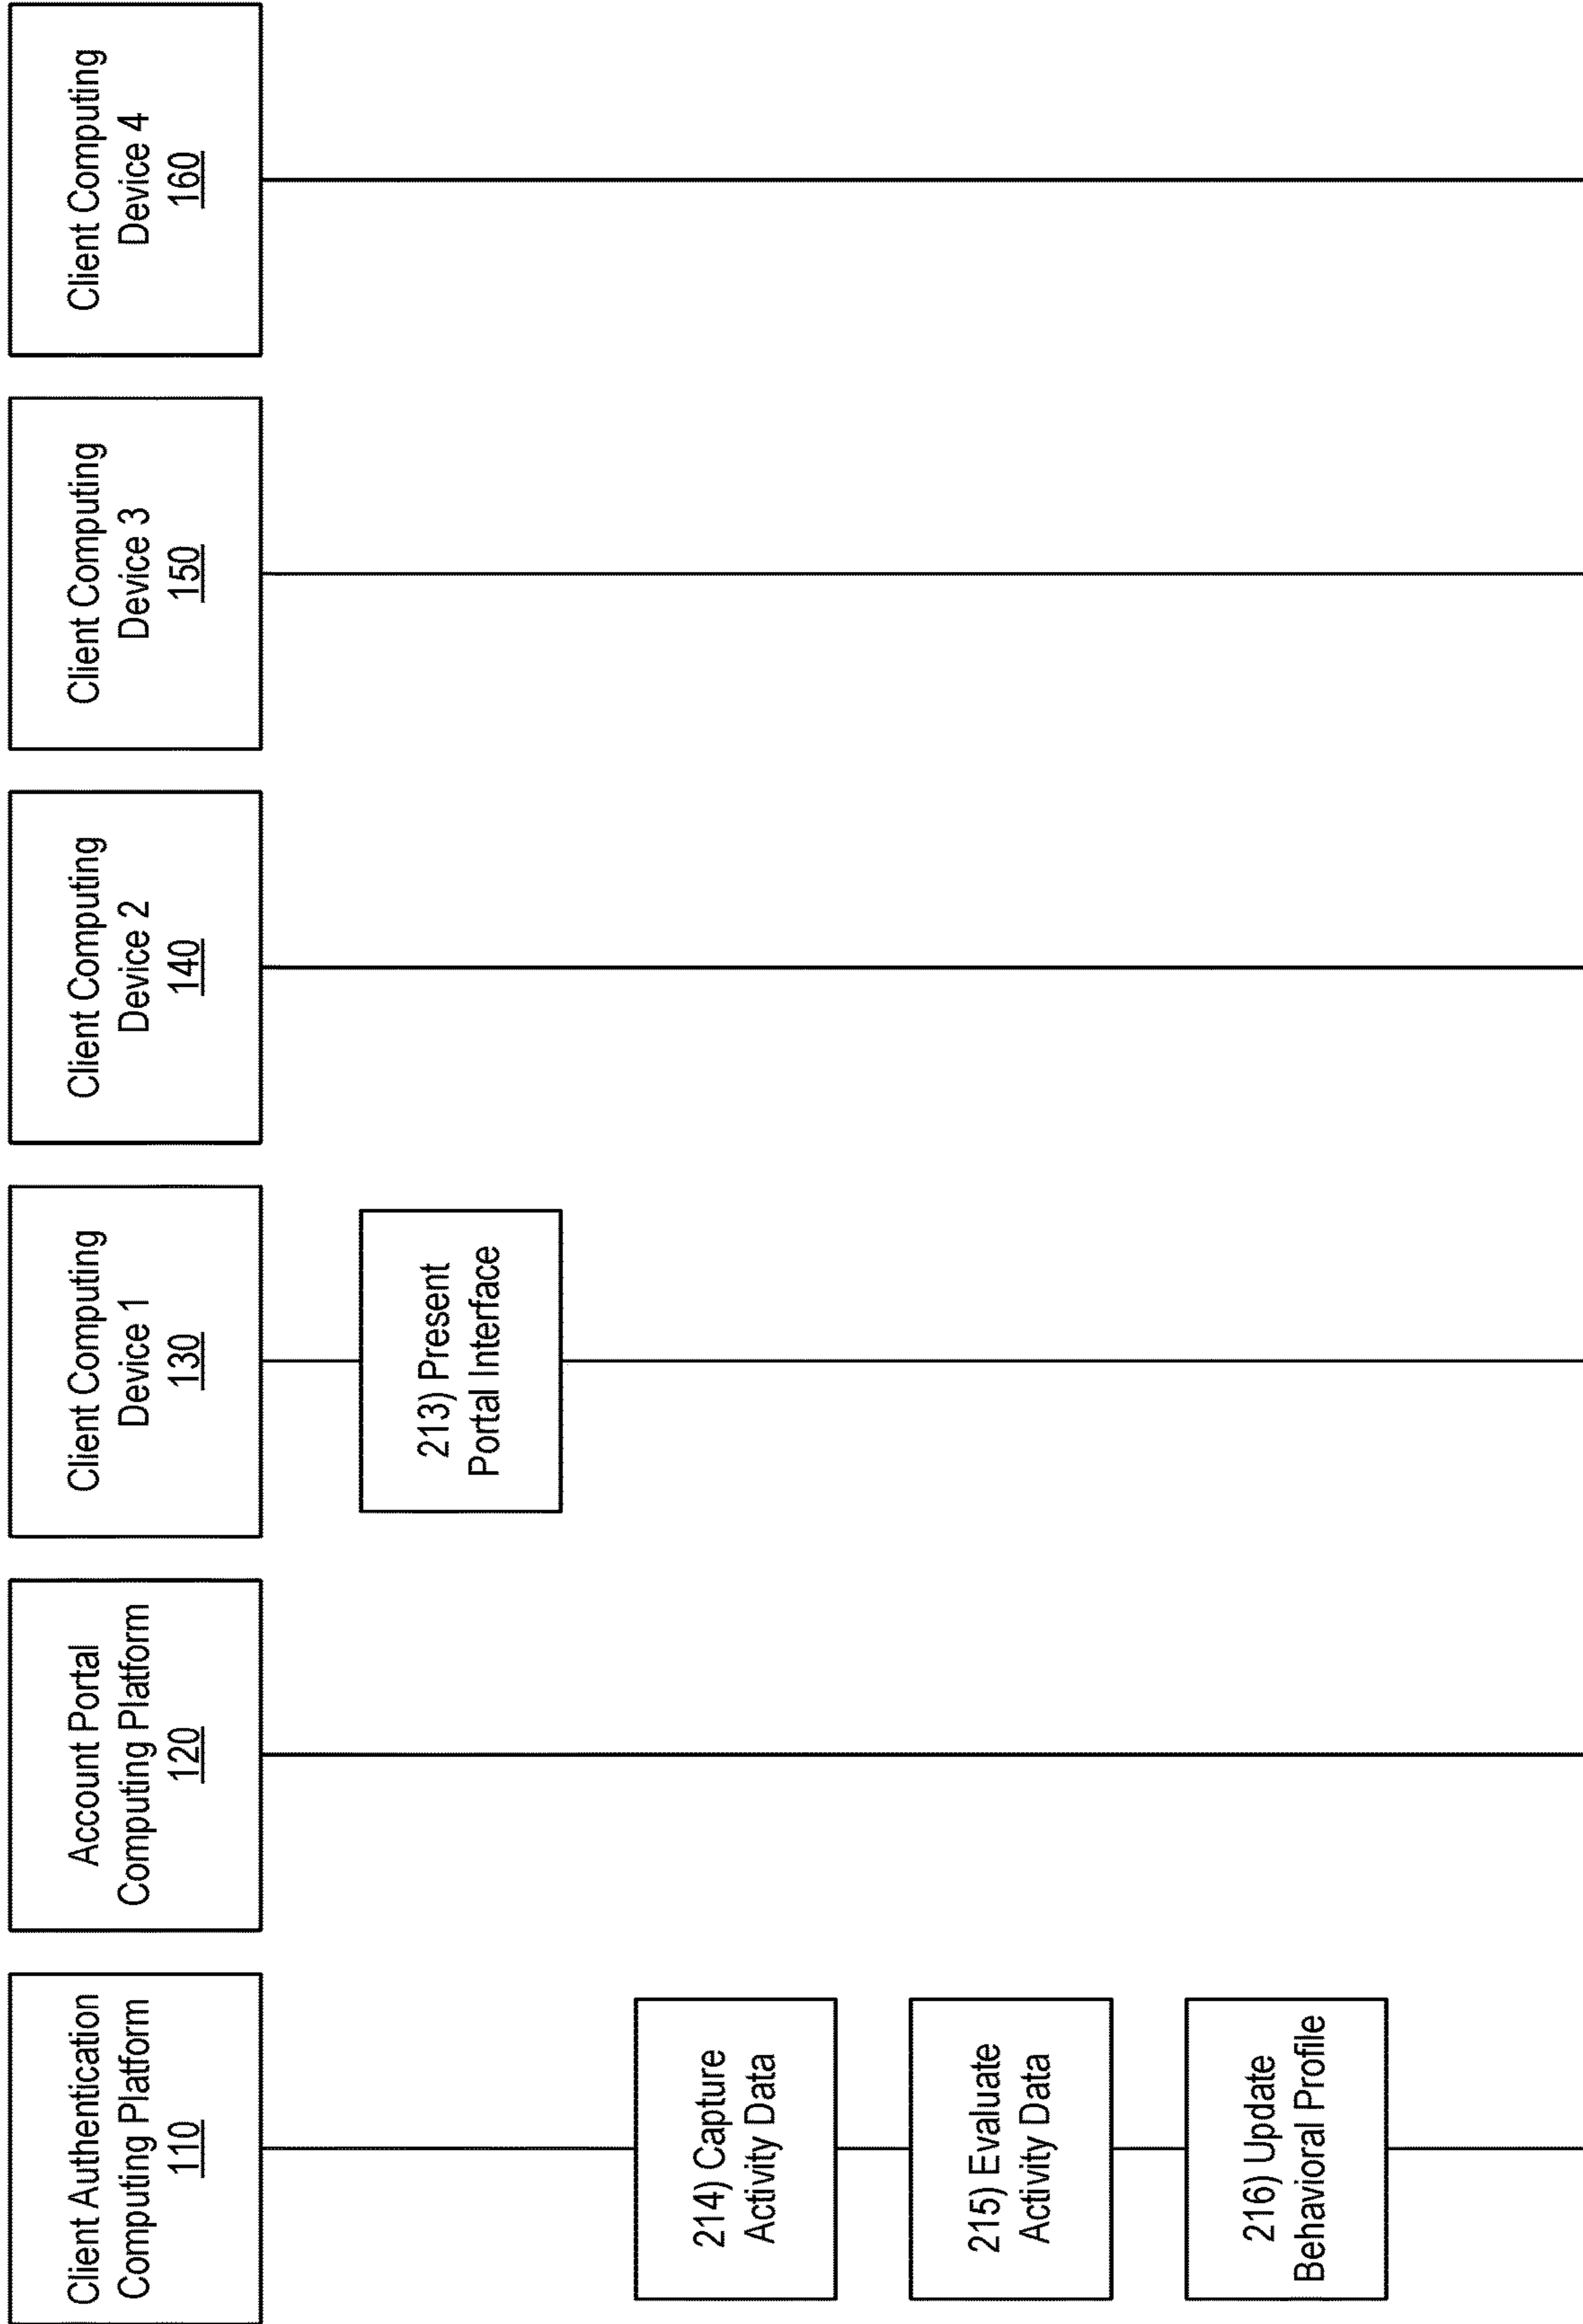 Client Authentication
Computing Platform
110
Account Portal
Computing Platform
120
Client Computing
Device 1
130
Client Computing
Device 2
140
Client Computing
Device 3
150
Client Computing
Device 4
160
213) Present
Portal Interface
214) Capture
Activity Data
215) Evaluate
Activity Data
216) Update
Behavioral Profile